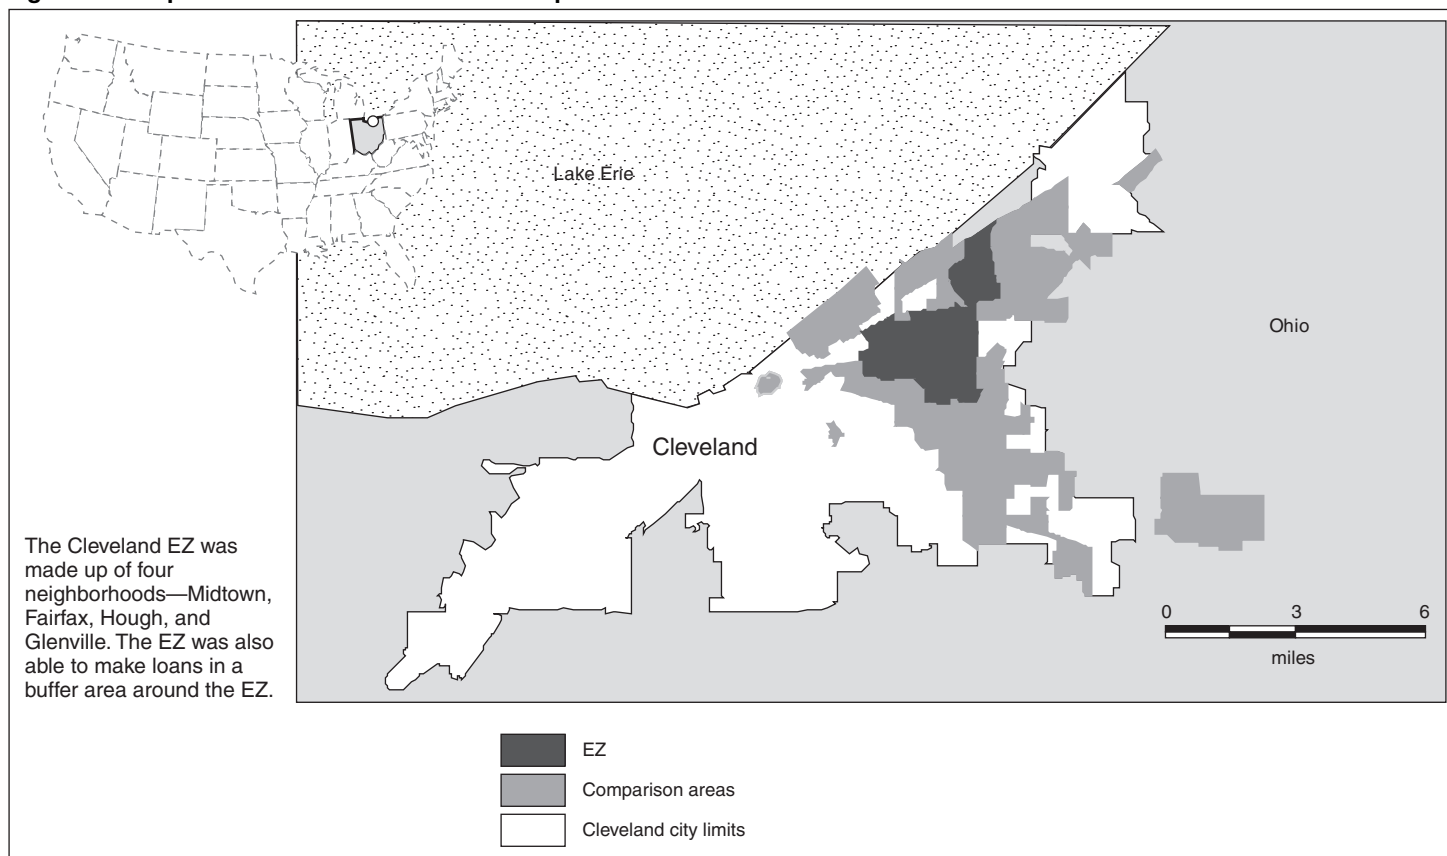 Lake Erie
Ohio
Cleveland
The Cleveland EZ was
made up of four
neighborhoods—Midtown,
Fairfax, Hough, and
Glenville. The EZ was also
able to make loans in a
buffer area around the EZ.
0 3 6
miles
EZ
Comparison areas
Cleveland city limits